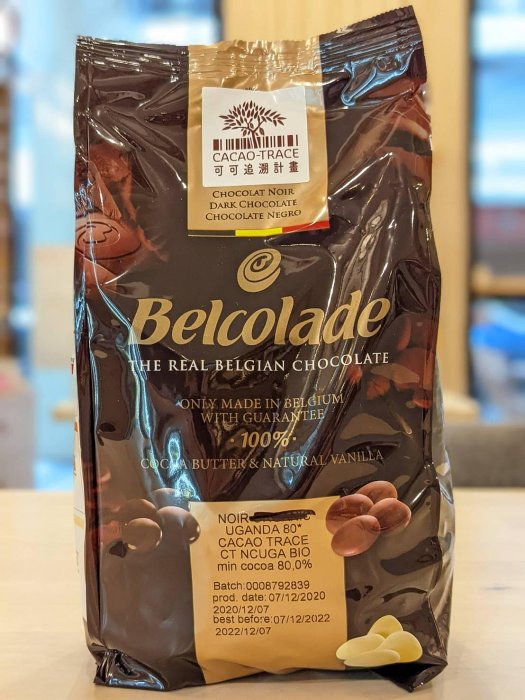 CACAO-TRACE
可可追溯計畫
CHOCOLAT NOIR
DARK CHOCOLATE
CHOCOLATE NEGRO
Belcolade
THE REAL BELGIAN CHOCOLATE
ONLY MADE IN BELGIUM
WITH GUARANTEE
· 100% ·
COCOA BUTTER & NATURAL VANILLA
NOIR
UGANDA 80*
CACAO TRACE
CT NCUGA BIO
min cocoa 80,0%
Batch:0008792839
prod. date:07/12/2020
2020/12/07
best before:07/12/2022
2022/12/07